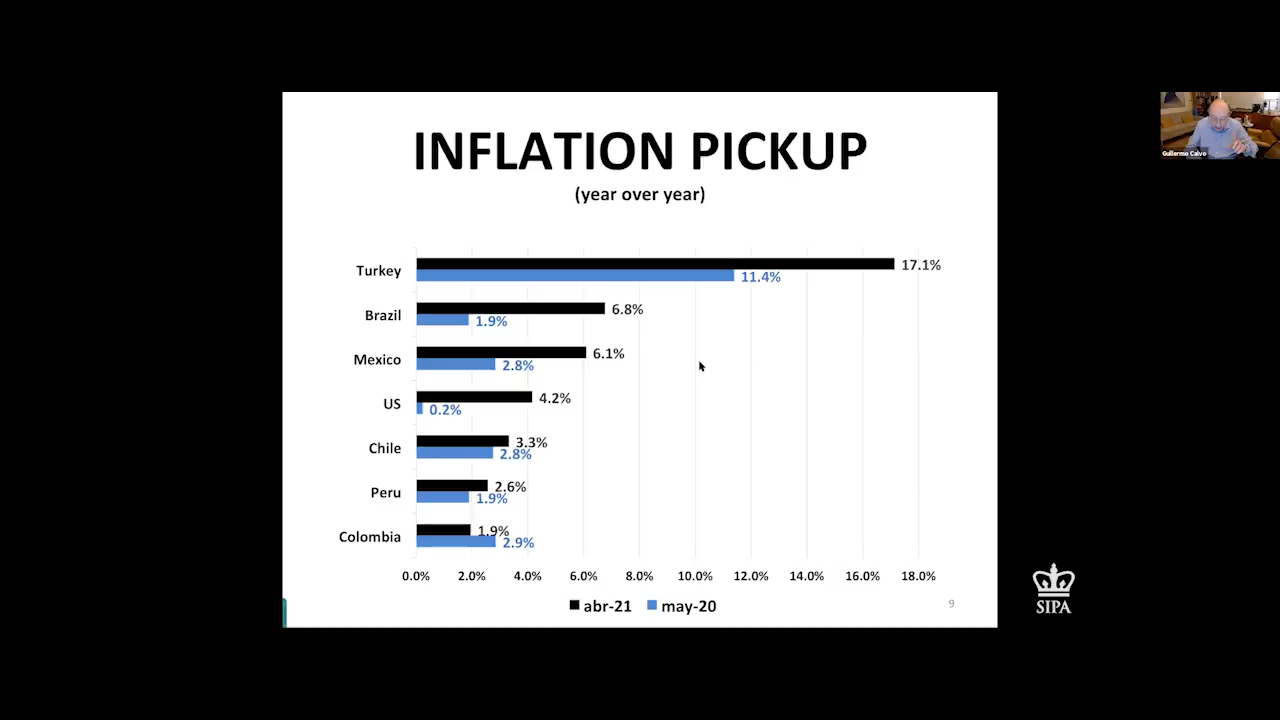 INFLATION PICKUP
(year over year)
Guillermo Calvo
Turkey
17.1%
11.4%
Brazil
6.8%
1.9%
Mexico
6.1%
2.8%
US
4.2%
0.2%
Chile
3.3%
2.8%
Peru
2.6%
1.9%
Colombia
1.9%
2.9%
0.0% 2.0% 4.0% 6.0% 8.0% 10.0% 12.0% 14.0% 16.0% 18.0%
abr-21 may-20
9
SIPA